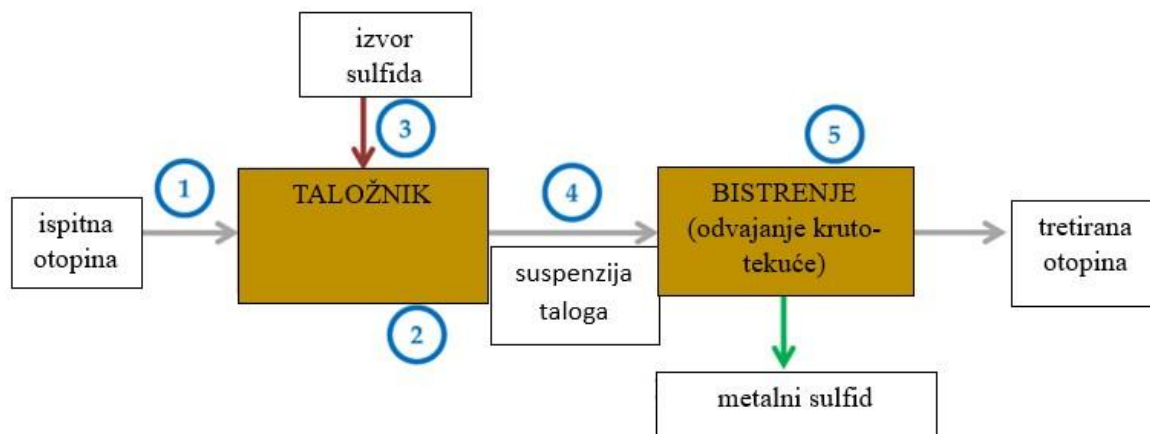 izvor
sulfida
3
5
1
TALOŽNIK
4
BISTRENJE
(odvajanje kruto-
tekuće)
ispitna
otopina
tretirana
otopina
suspenzija
taloga
2
metalni sulfid